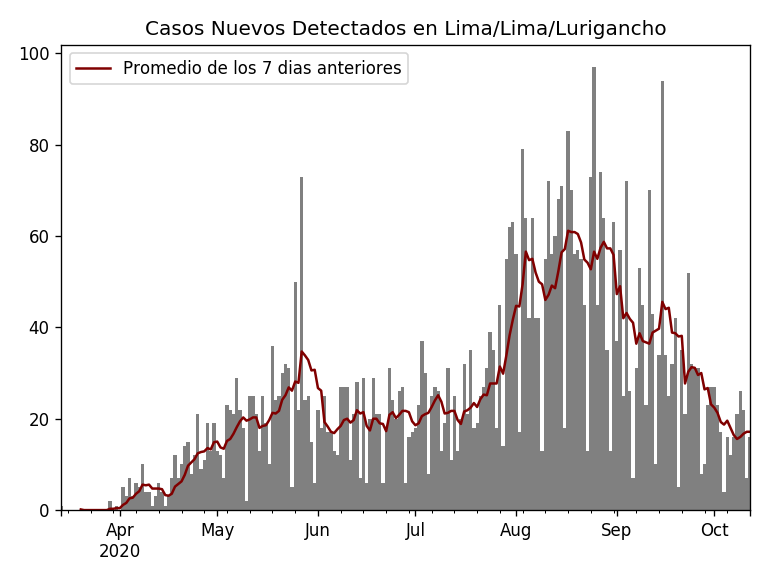 Casos Nuevos Detectados en Lima/Lima/Lurigancho
Promedio de los 7 dias anteriores
100
80
60
40
20
0
Apr May Jun Jul Aug Sep Oct
2020